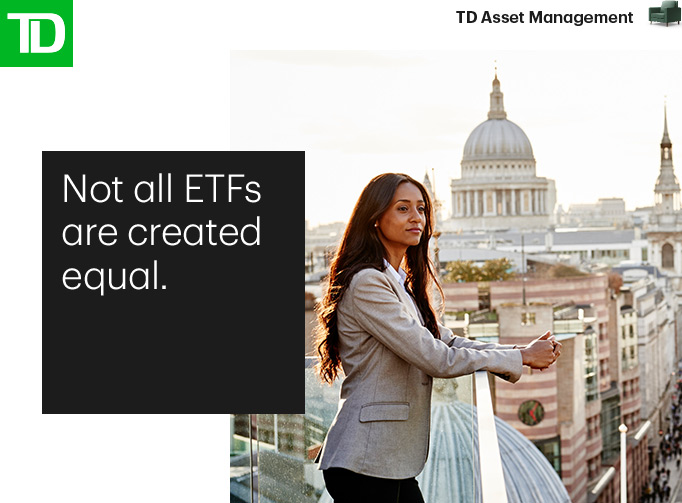 TD
TD Asset Management
Not all ETFs
are created
equal.